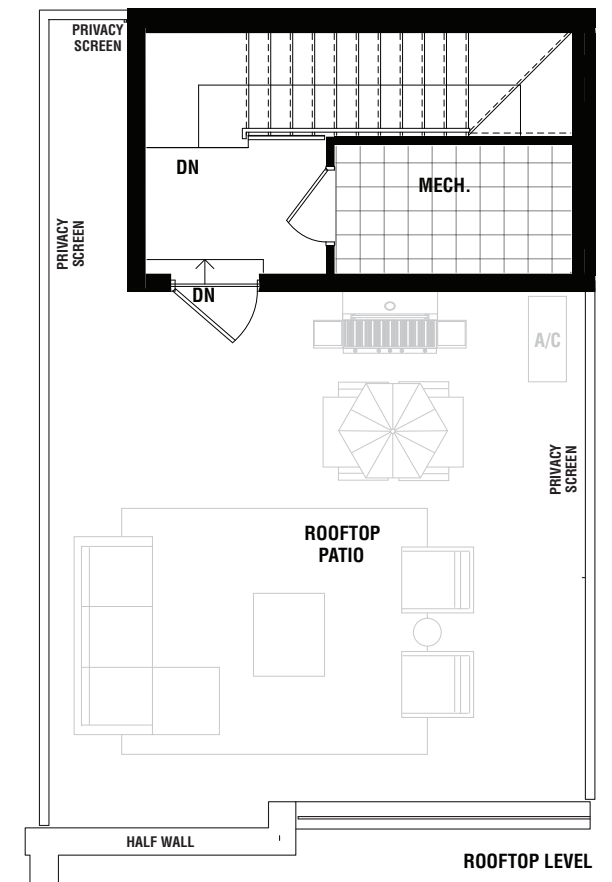 PRIVACY
SCREEN
DN
MECH.
PRIVACY
SCREEN
DN
A/C
PRIVACY
SCREEN
ROOFTOP
PATIO
HALF WALL
ROOFTOP LEVEL